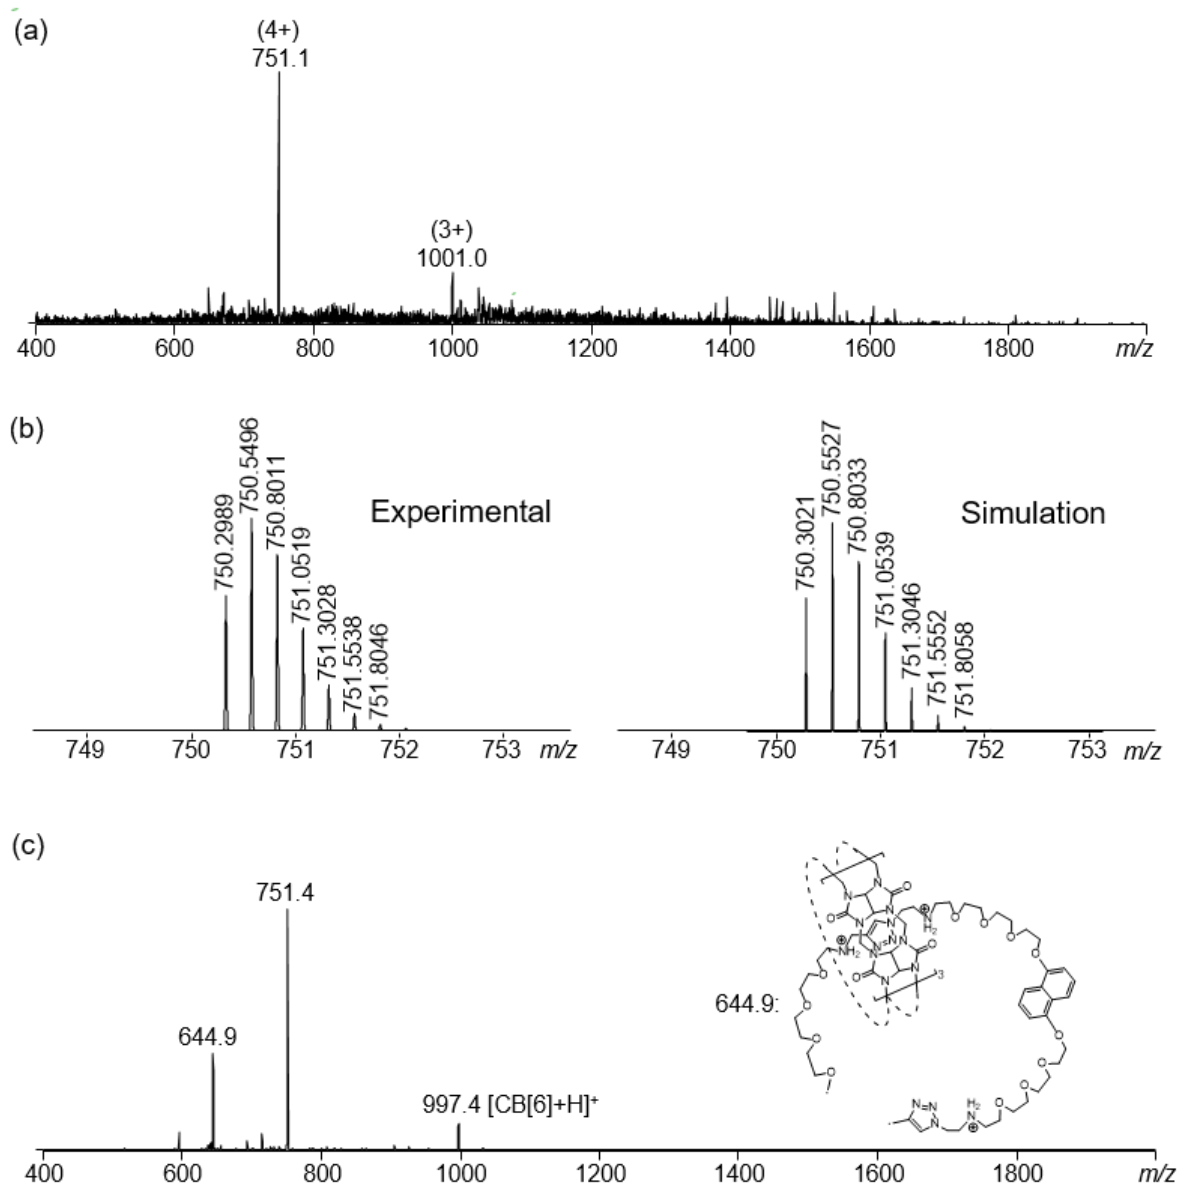 (a)
(4+)
751.1
(3+)
1001.0
400 600 800 1000 1200 1400 1600 1800 m/z
(b)
750.2989
750.5496
750.8011
751.0519
751.3028
751.5538
751.8046
Experimental
749 750 751 752 753 m/z
750.3021
750.5527
750.8033
751.0539
751.3046
751.5552
751.8058
Simulation
749 750 751 752 753 m/z
(c)
751.4
644.9
997.4 [CB[6]+H]⁺
400 600 800 1000 1200 1400 1600 1800 m/z
644.9: